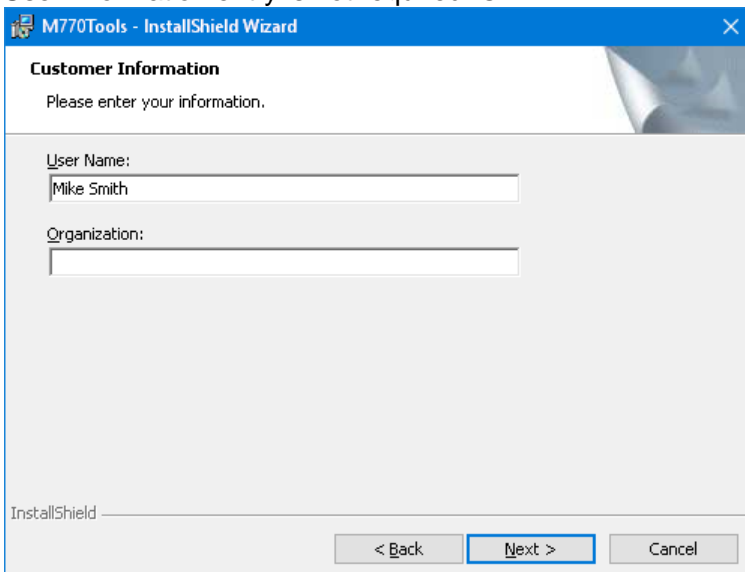 M770Tools - InstallShield Wizard
Customer Information
Please enter your information.
User Name:
Mike Smith
Organization:
InstallShield
< Back Next > Cancel